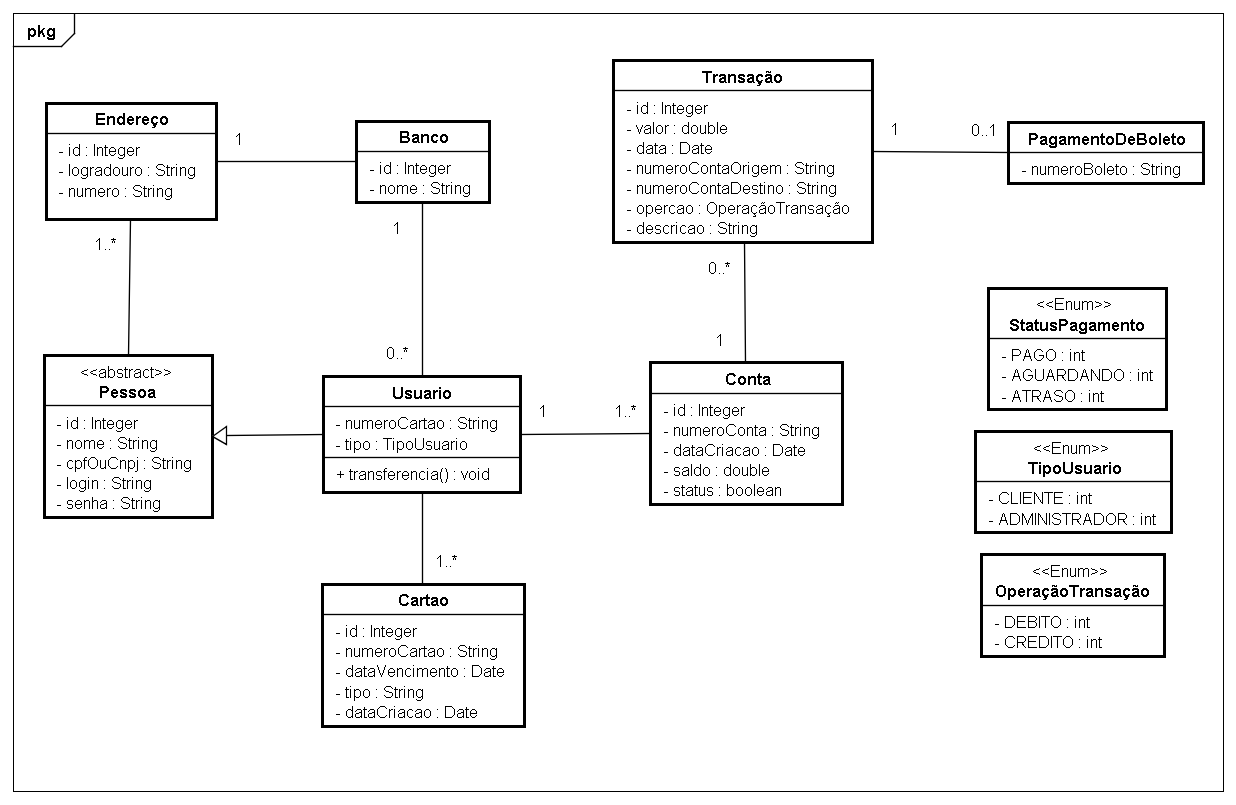 pkg
Endereço
- id : Integer
- logradouro : String
- numero : String
1
Banco
- id : Integer
- nome : String
Transação
- id : Integer
- valor : double
- data : Date
- numeroContaOrigem : String
- numeroContaDestino : String
- opercao : OperaçãoTransação
- descricao : String
1
0..1
PagamentoDeBoleto
- numeroBoleto : String
1..*
1
0..*
0..*
1
<<abstract>>
Pessoa
- id : Integer
- nome : String
- cpfOuCnpj : String
- login : String
- senha : String
Usuario
- numeroCartao : String
- tipo : TipoUsuario
+ transferencia() : void
1
1..*
Conta
- id : Integer
- numeroConta : String
- dataCriacao : Date
- saldo : double
- status : boolean
<<Enum>>
StatusPagamento
- PAGO : int
- AGUARDANDO : int
- ATRASO : int
<<Enum>>
TipoUsuario
- CLIENTE : int
- ADMINISTRADOR : int
<<Enum>>
OperaçãoTransação
- DEBITO : int
- CREDITO : int
1..*
Cartao
- id : Integer
- numeroCartao : String
- dataVencimento : Date
- tipo : String
- dataCriacao : Date